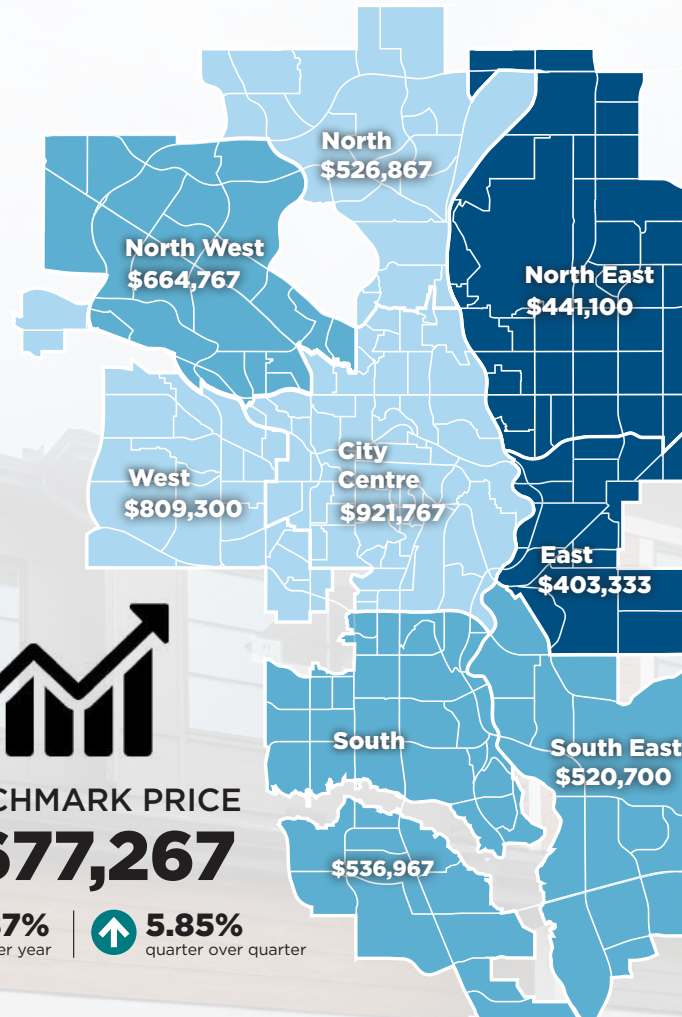 North
$526,867
North West
$664,767
North East
$441,100
City
Centre
$921,767
West
$809,300
East
$403,333
South
$536,967
South East
$520,700
CHMARK PRICE
77,267
7%
er year
5.85%
quarter over quarter